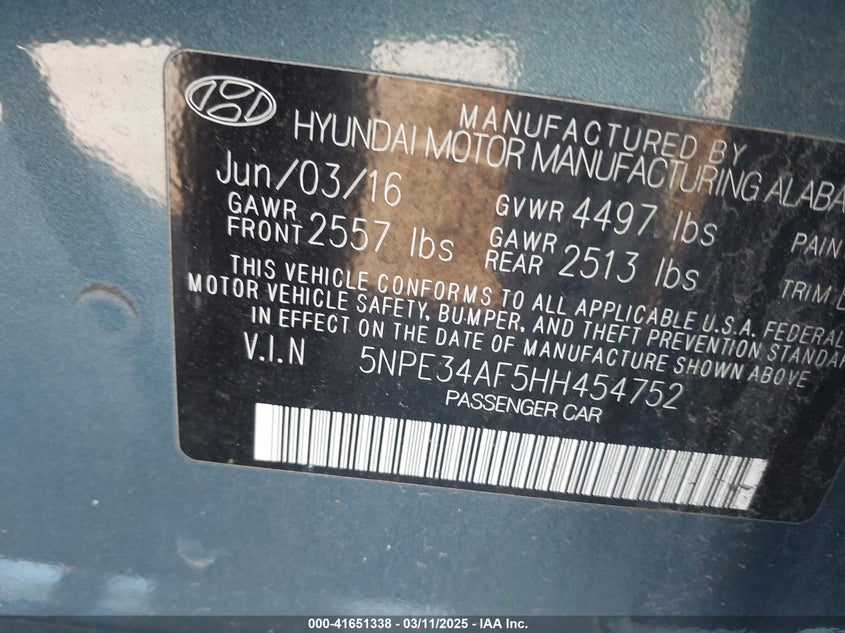 MANUFACTURED BY
HYUNDAI MOTOR MANUFACTURING ALABA
Jun/03/16 GVWR 4497 lbs PAIN
GAWR FRONT 2557 lbs GAWR REAR 2513 lbs TRIM
THIS VEHICLE CONFORMS TO ALL APPLICABLE U.S.A. FEDERAL
MOTOR VEHICLE SAFETY, BUMPER, AND THEFT PREVENTION STANDA
IN EFFECT ON THE DATE OF MANUFACTURE SHOWN ABOVE
V.I.N 5NPE34AF5HH454752
PASSENGER CAR
000-41651338 - 03/11/2025 - IAA Inc.